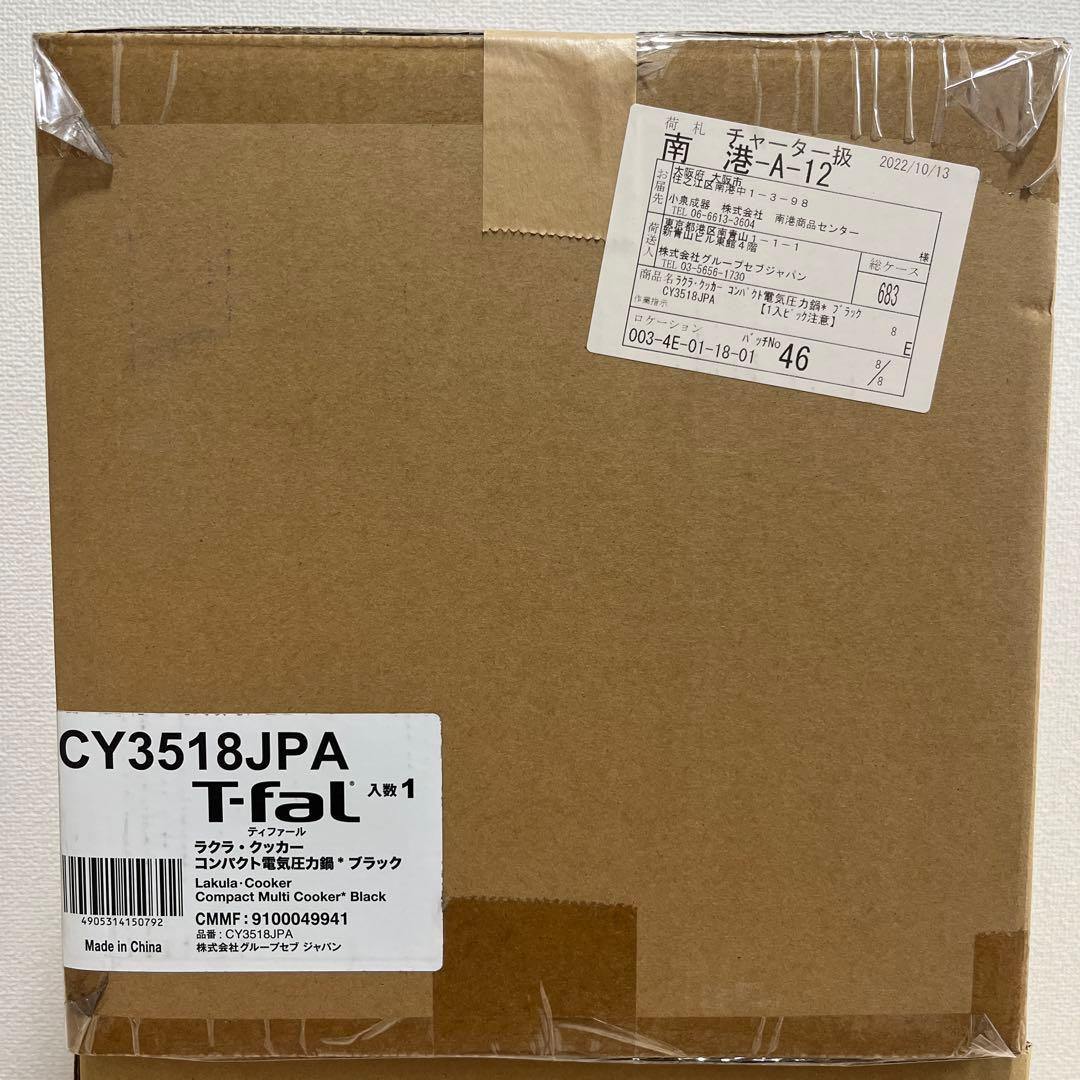 荷札 チャーター扱 2022/10/13
南 港-A-12
お届先
大阪府 大阪市
住之江区南港中1-3-98
小泉成器 株式会社 南港商品センター
TEL 06-6613-3604
様
荷送人
東京都港区南青山1-1-1
新青山ビル東館4階
株式会社グループセブジャパン
TEL 03-5656-1730
総ケース
683
商品名 ラクラ・クッカー コンパクト電気圧力鍋* ブラック
CY3518JPA
作業指示 【1入ピック注意】
8
E
ロケーション バッチNo
003-4E-01-18-01 46 8/8
CY3518JPA
T-faL® 入数1
ティファール
ラクラ・クッカー
コンパクト電気圧力鍋*ブラック
Lakula・Cooker
Compact Multi Cooker* Black
CMMF : 9100049941
品番 : CY3518JPA
株式会社グループセブ ジャパン
4905314150792
Made in China